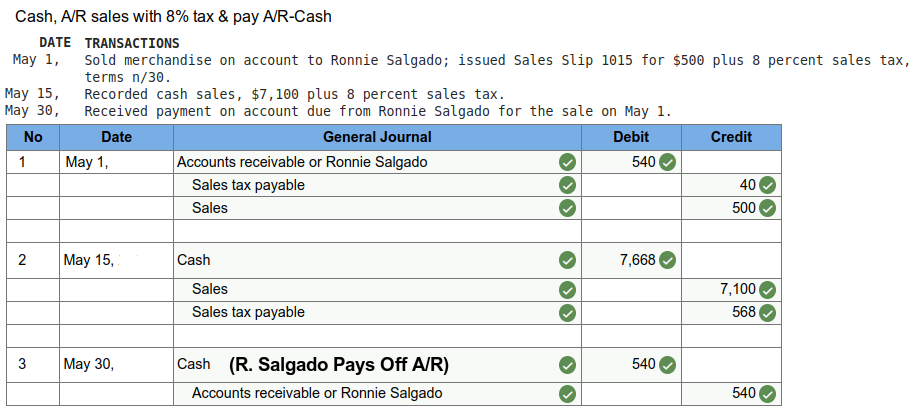 Cash, A/R sales with 8% tax & pay A/R-Cash
DATE TRANSACTIONS
May 1, Sold merchandise on account to Ronnie Salgado; issued Sales Slip 1015 for $500 plus 8 percent sales tax,
terms n/30.
May 15, Recorded cash sales, $7,100 plus 8 percent sales tax.
May 30, Received payment on account due from Ronnie Salgado for the sale on May 1.
No Date General Journal Debit Credit
1 May 1, Accounts receivable or Ronnie Salgado 540
Sales tax payable 40
Sales 500
2 May 15, Cash 7,668
Sales 7,100
Sales tax payable 568
3 May 30, Cash (R. Salgado Pays Off A/R) 540
Accounts receivable or Ronnie Salgado 540